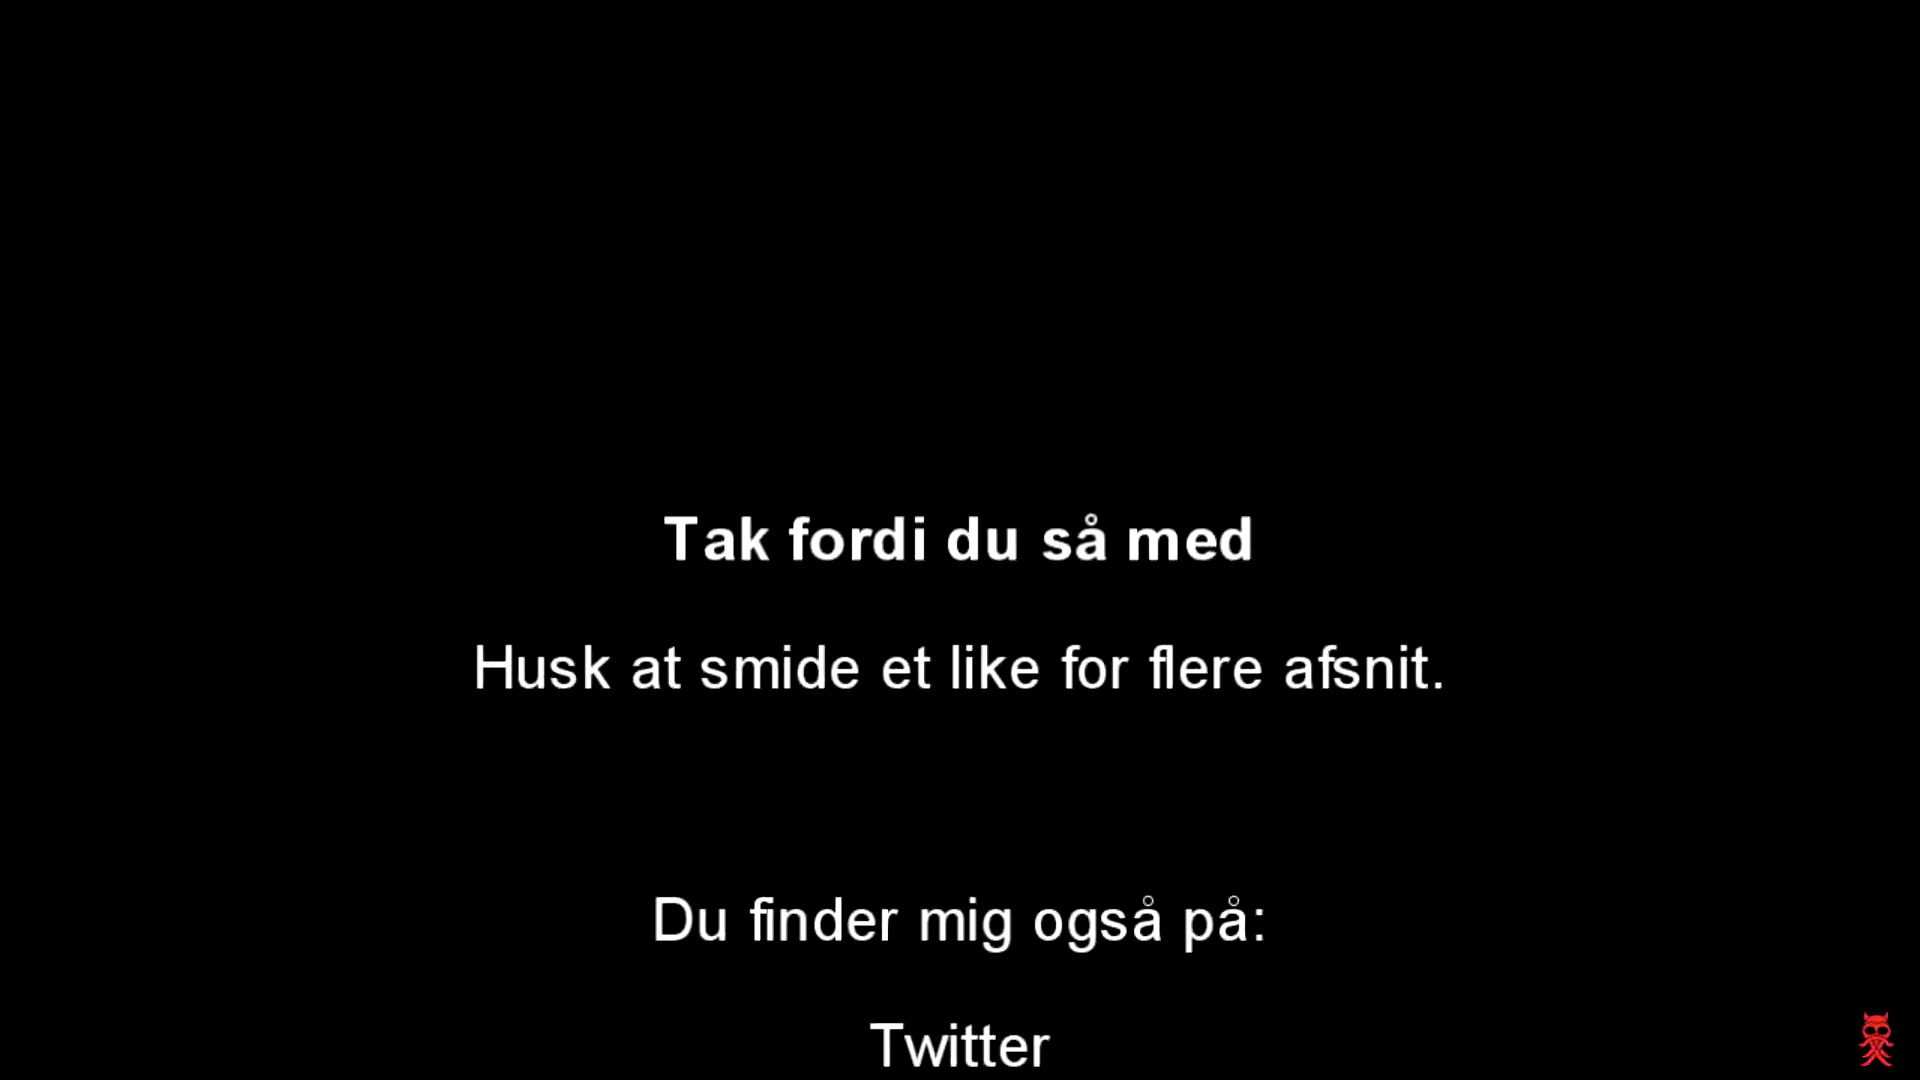 Tak fordi du så med
Husk at smide et like for flere afsnit.
Du finder mig også på:
Twitter